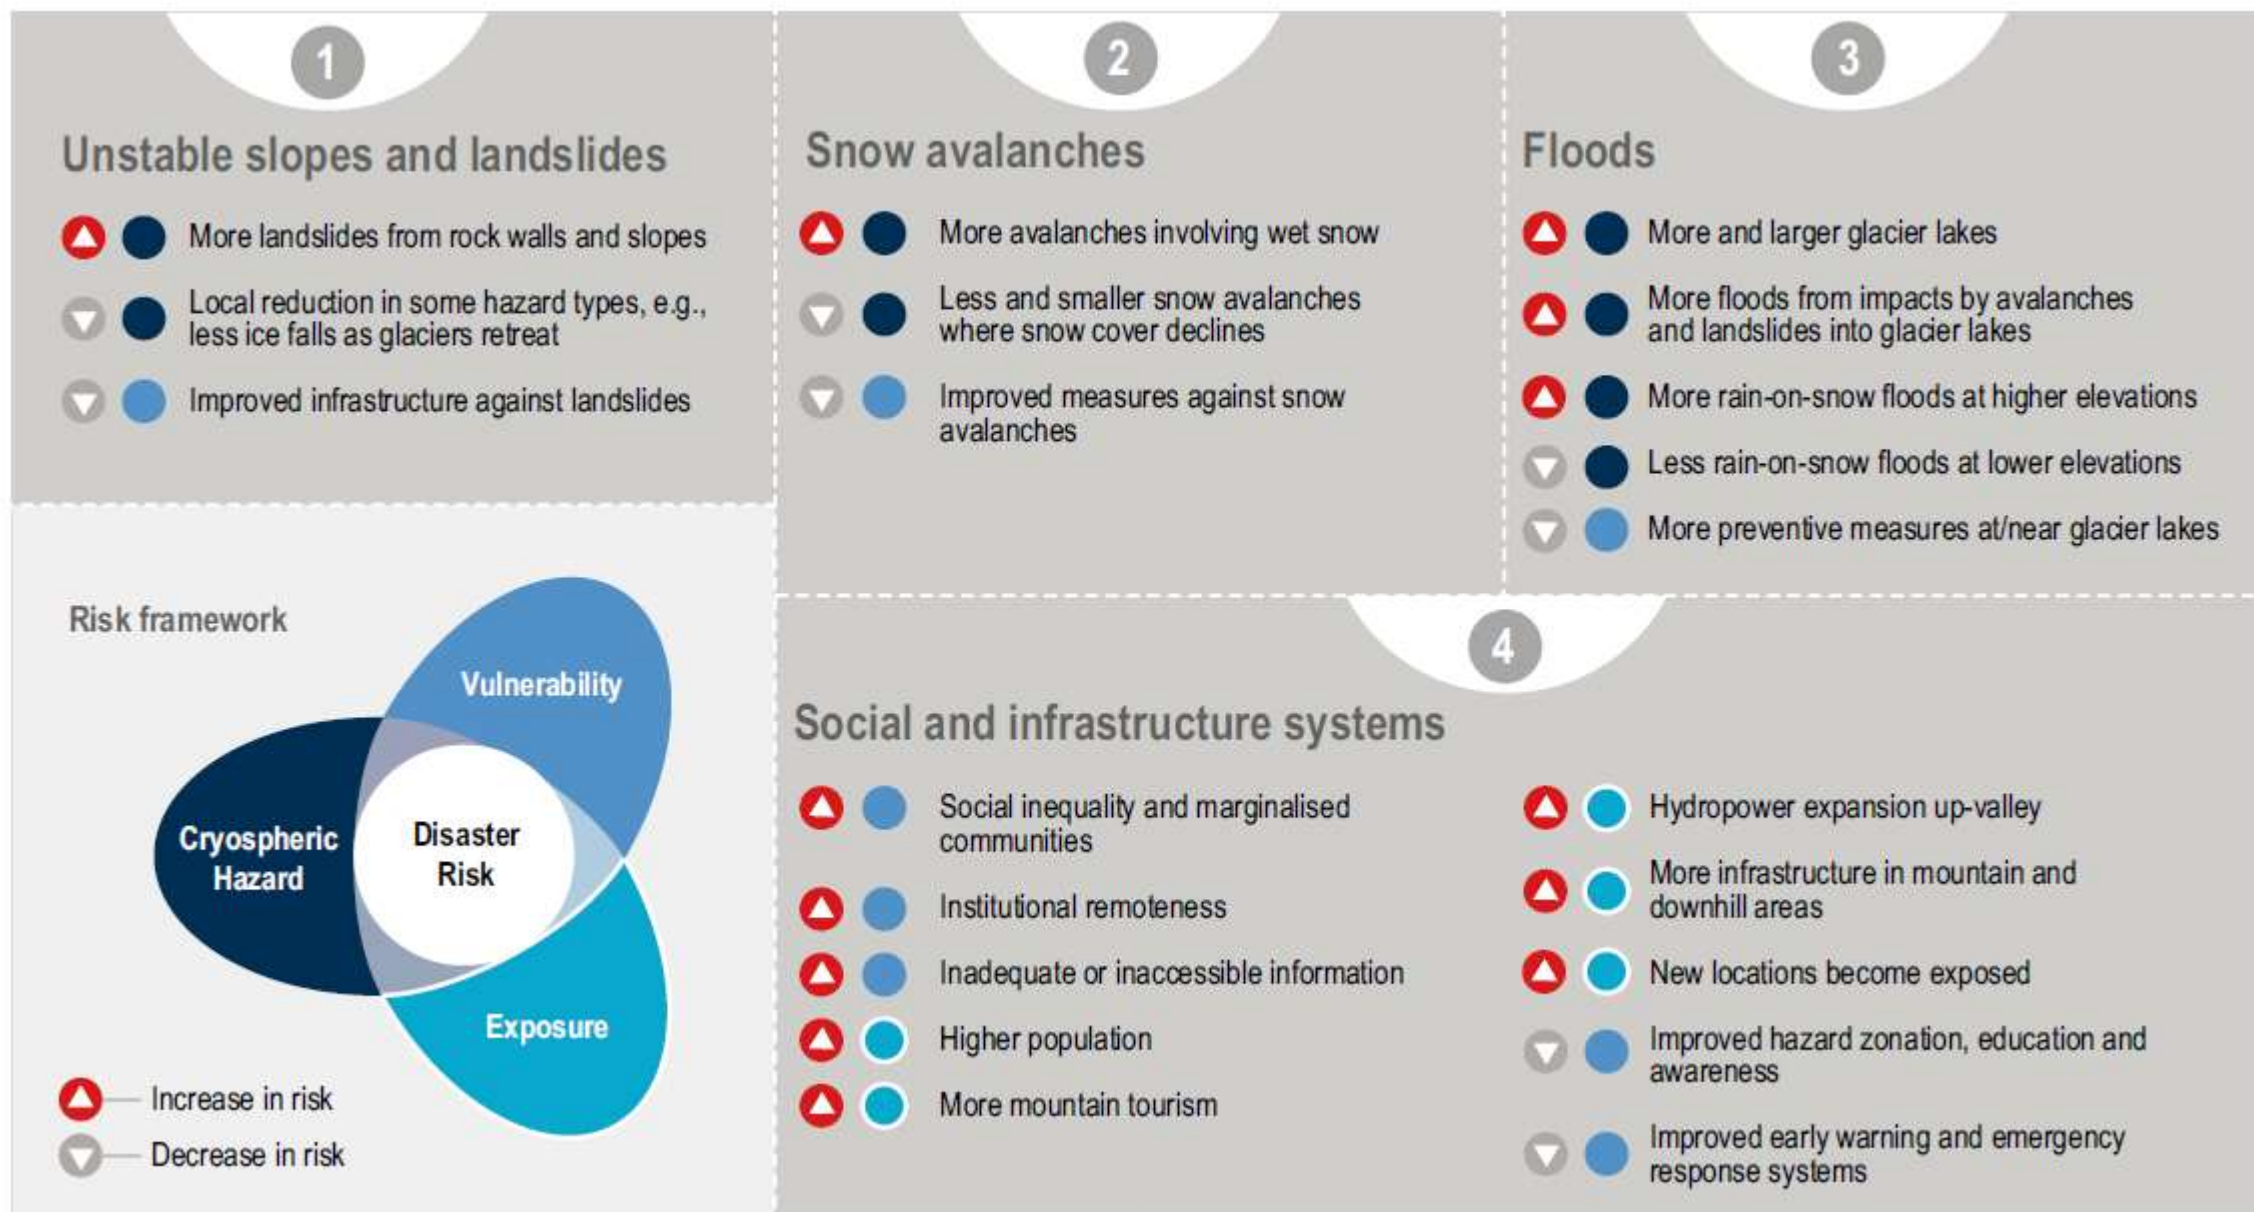 1
Unstable slopes and landslides
More landslides from rock walls and slopes
Local reduction in some hazard types, e.g.,
less ice falls as glaciers retreat
Improved infrastructure against landslides
2
Snow avalanches
More avalanches involving wet snow
Less and smaller snow avalanches
where snow cover declines
Improved measures against snow
avalanches
3
Floods
More and larger glacier lakes
More floods from impacts by avalanches
and landslides into glacier lakes
More rain-on-snow floods at higher elevations
Less rain-on-snow floods at lower elevations
More preventive measures at/near glacier lakes
Risk framework
Vulnerability
Cryospheric
Hazard
Disaster
Risk
Exposure
Increase in risk
Decrease in risk
4
Social and infrastructure systems
Social inequality and marginalised
communities
Institutional remoteness
Inadequate or inaccessible information
Higher population
More mountain tourism
Hydropower expansion up-valley
More infrastructure in mountain and
downhill areas
New locations become exposed
Improved hazard zonation, education and
awareness
Improved early warning and emergency
response systems